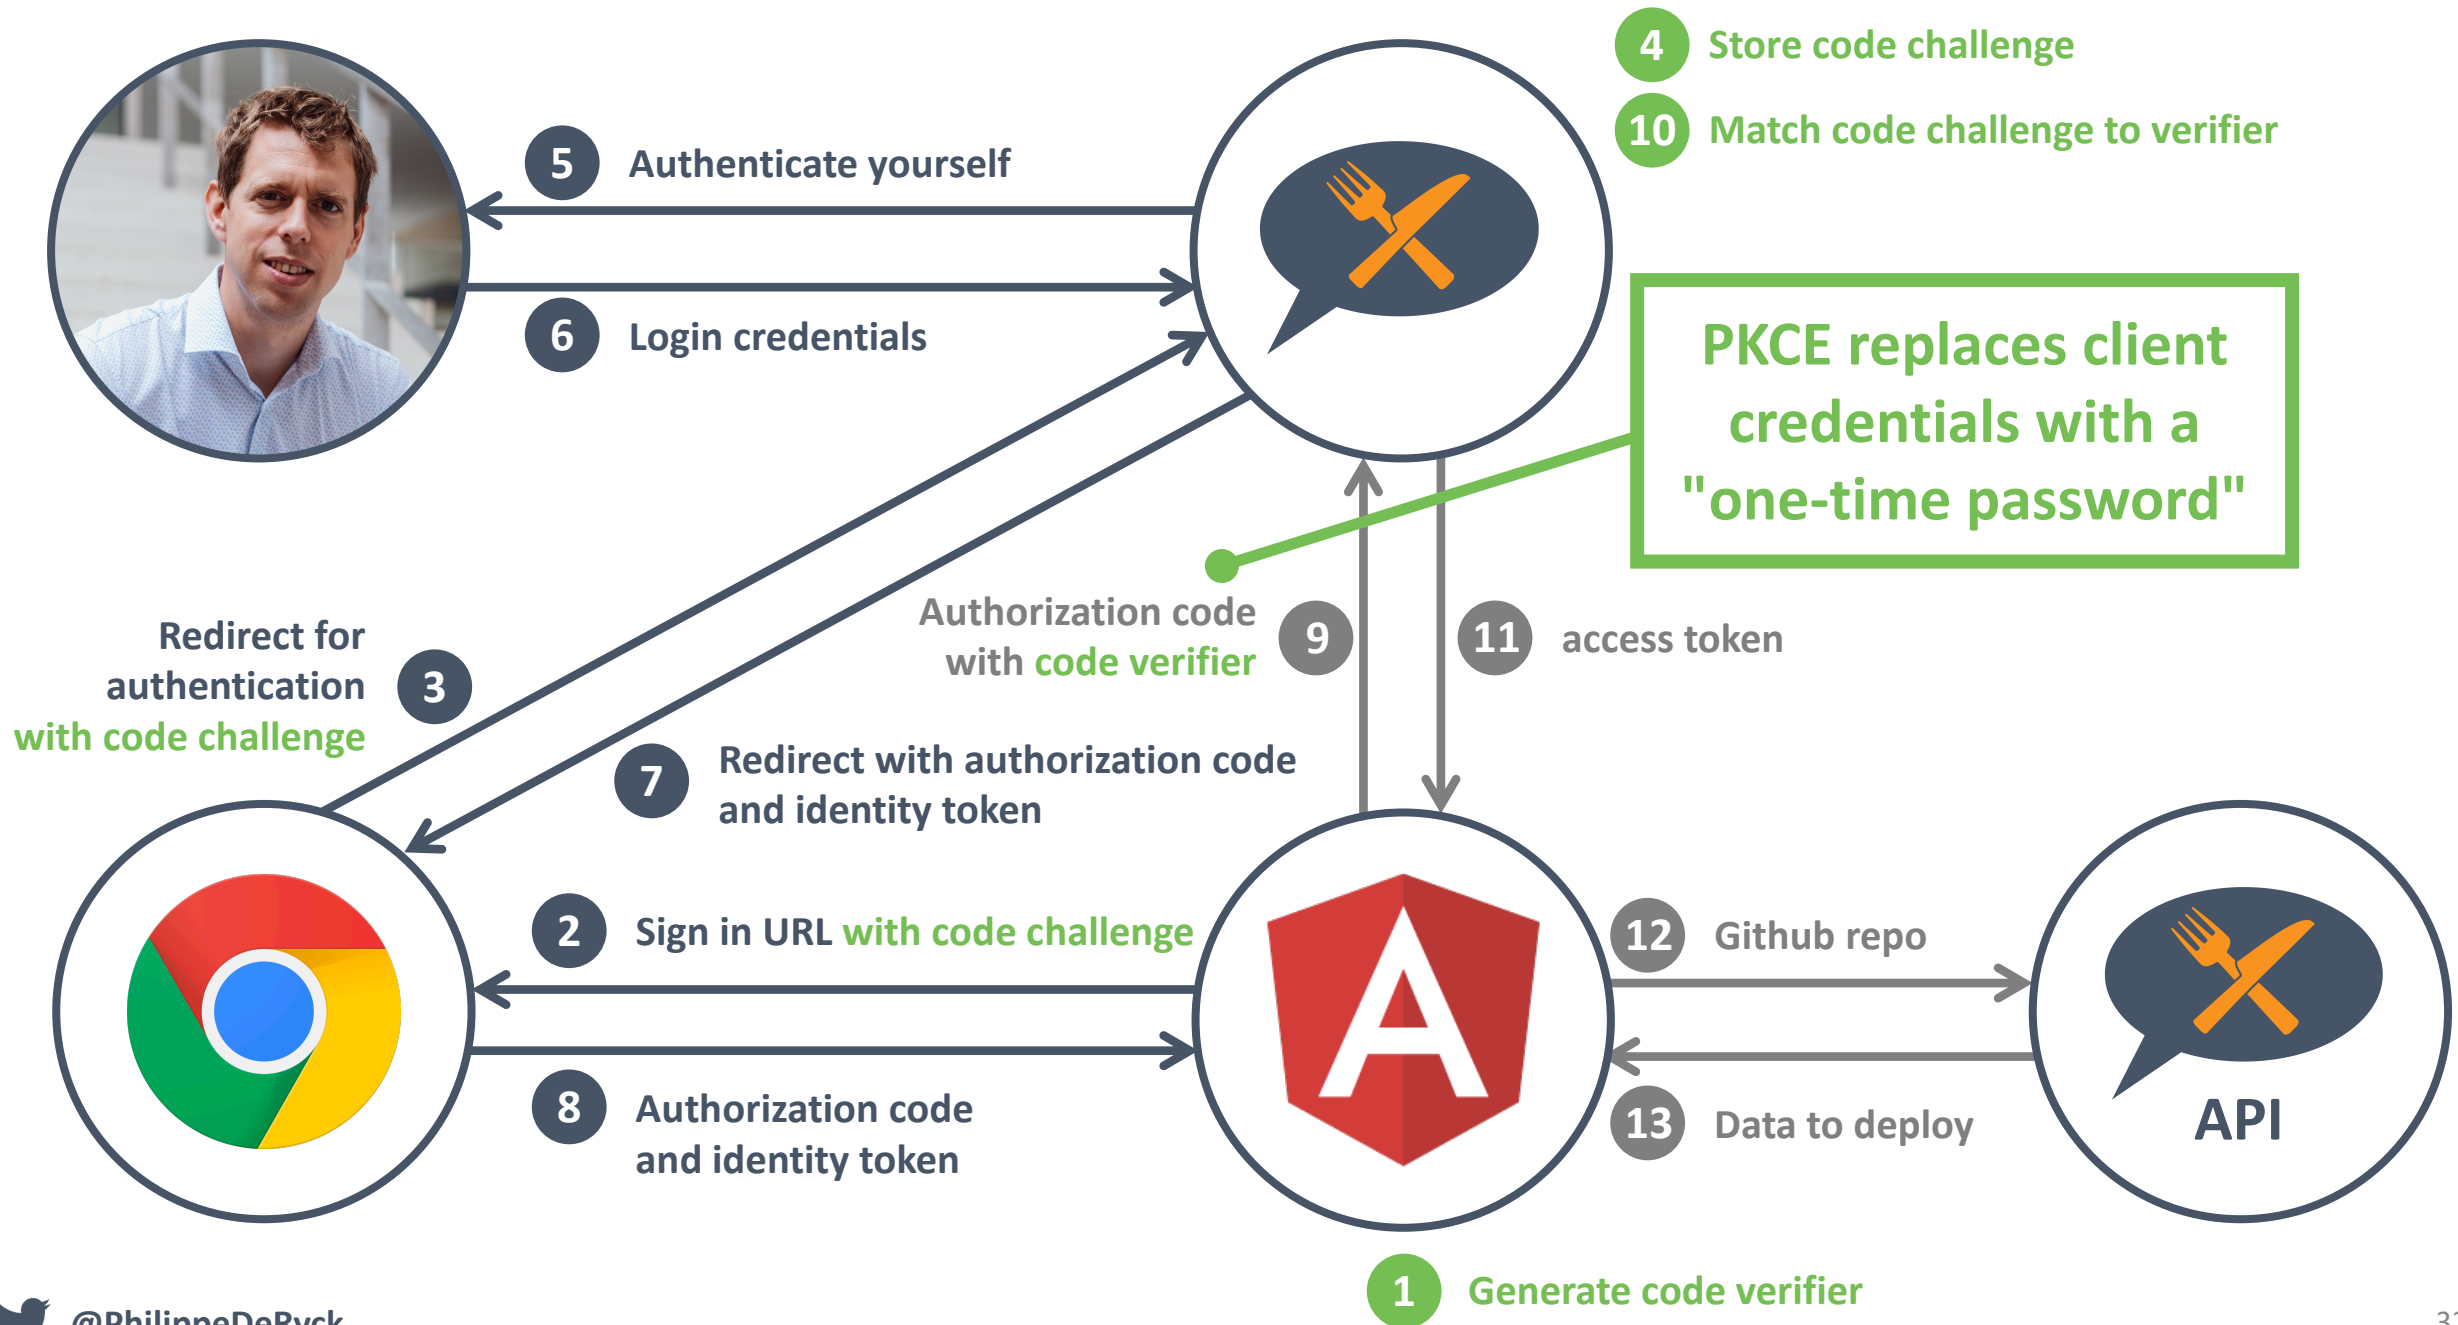 4 Store code challenge
10 Match code challenge to verifier
5 Authenticate yourself
6 Login credentials
PKCE replaces client
credentials with a
"one-time password"
Redirect for
authentication
with code challenge
3
Authorization code
with code verifier
9
11 access token
7 Redirect with authorization code
and identity token
2 Sign in URL with code challenge
8 Authorization code
and identity token
12 Github repo
13 Data to deploy
API
1 Generate code verifier
@PhilippeDeRyck